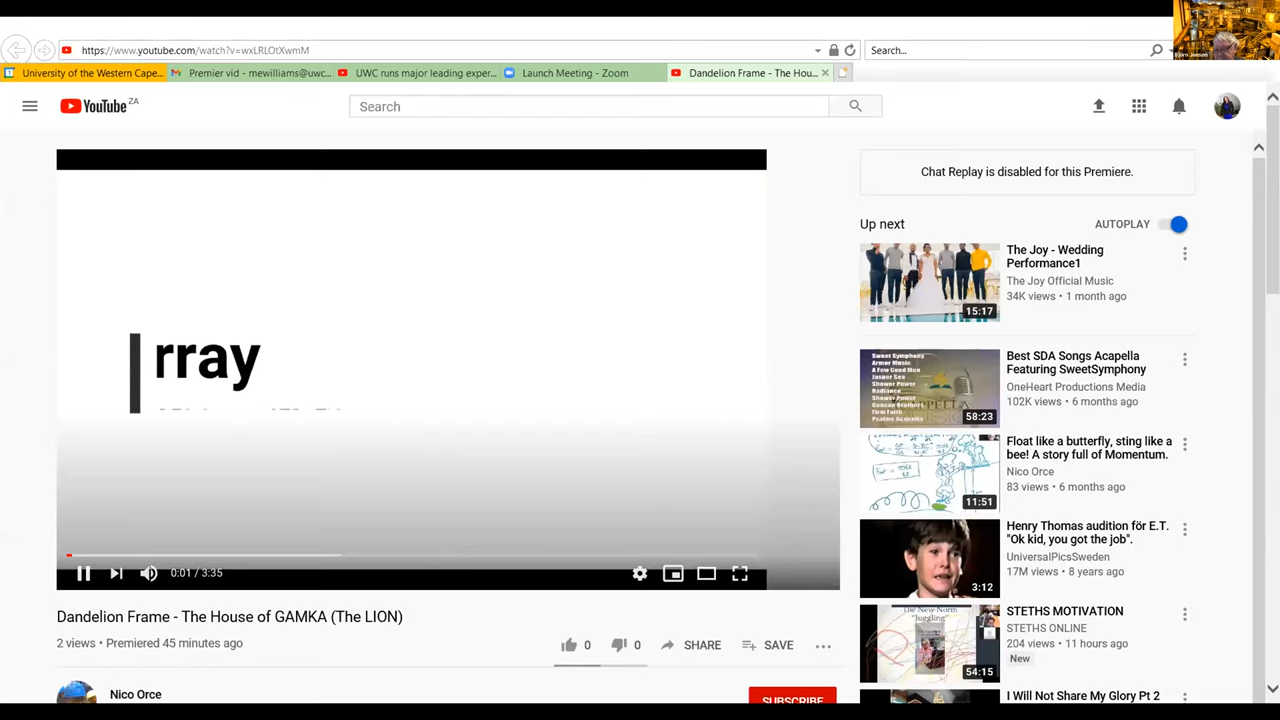 https://www.youtube.com/watch?v=wxLRLOtXwmM
Search...
University of the Western Cape...
Premier vid - mewilliams@uwc...
UWC runs major leading exper...
Launch Meeting - Zoom
Dandelion Frame - The Hou...
YouTube ZA
Search
rray
0:01 / 3:35
Dandelion Frame - The House of GAMKA (The LION)
2 views • Premiered 45 minutes ago
0
0
SHARE
SAVE
Nico Orce
SUBSCRIBE
Chat Replay is disabled for this Premiere.
Up next
AUTOPLAY
15:17
The Joy - Wedding
Performance1
The Joy Official Music
34K views • 1 month ago
Sweet Symphony
58:23
Best SDA Songs Acapella
Featuring SweetSymphony
OneHeart Productions Media
102K views • 6 months ago
11:51
Float like a butterfly, sting like a
bee! A story full of Momentum.
Nico Orce
83 views • 6 months ago
3:12
Henry Thomas audition för E.T.
"Ok kid, you got the job".
UniversalPicsSweden
17M views • 8 years ago
The New Norm
"Juggling"
54:15
STETHS MOTIVATION
STETHS ONLINE
204 views • 11 hours ago
New
I Will Not Share My Glory Pt 2